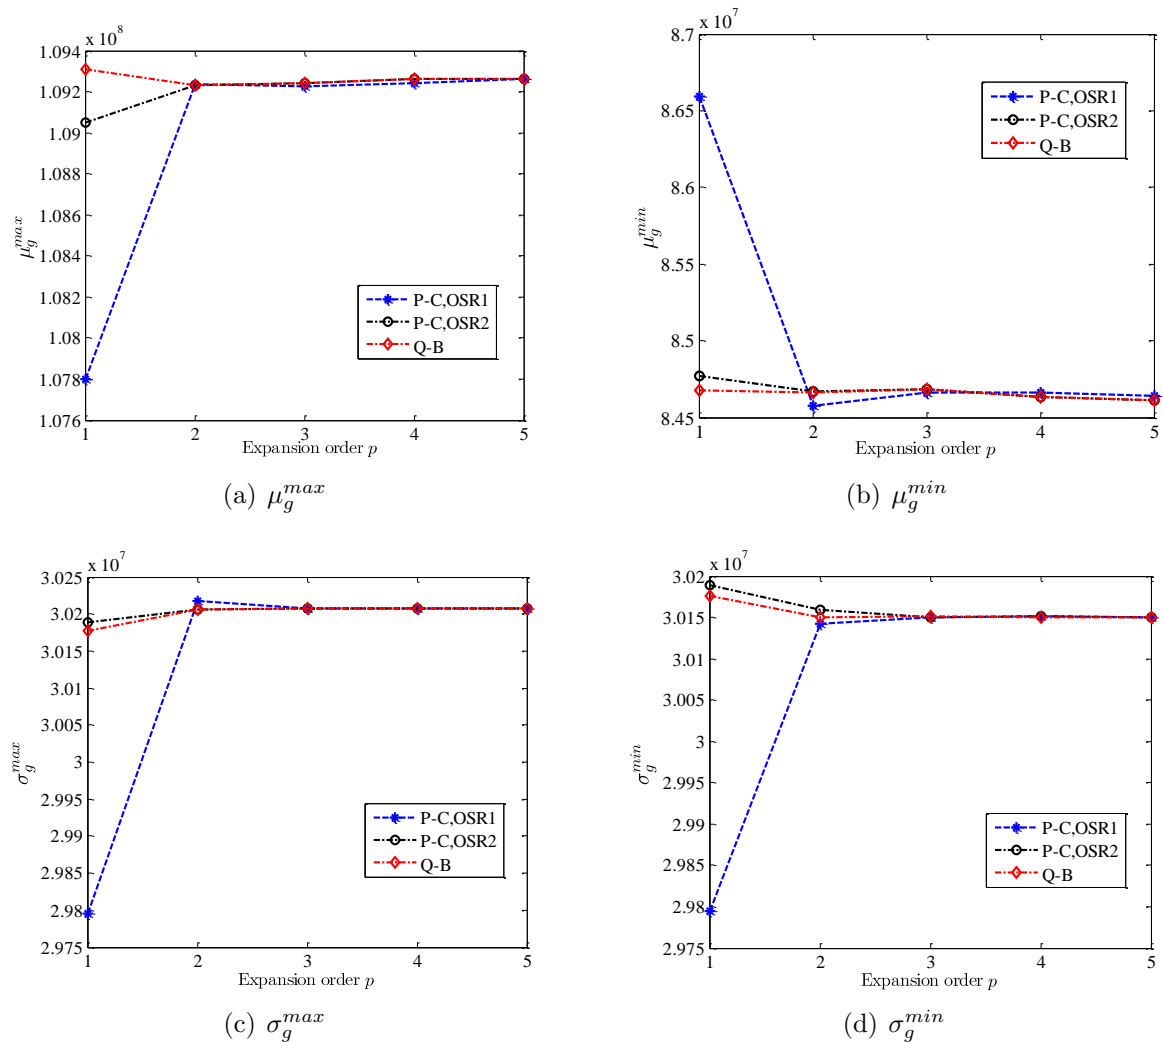 x 10^8
1.094
1.092
1.09
1.088
1.086
1.084
1.082
1.08
1.078
1.076
μ_g^{max}
1 2 3 4 5
Expansion order p
P-C,OSR1
P-C,OSR2
Q-B
(a) μ_g^{max}
x 10^7
8.7
8.65
8.6
8.55
8.5
8.45
μ_g^{min}
1 2 3 4 5
Expansion order p
P-C,OSR1
P-C,OSR2
Q-B
(b) μ_g^{min}
x 10^7
3.025
3.02
3.015
3.01
3.005
3
2.995
2.99
2.985
2.98
2.975
σ_g^{max}
1 2 3 4 5
Expansion order p
P-C,OSR1
P-C,OSR2
Q-B
(c) σ_g^{max}
x 10^7
3.02
3.015
3.01
3.005
3
2.995
2.99
2.985
2.98
2.975
σ_g^{min}
1 2 3 4 5
Expansion order p
P-C,OSR1
P-C,OSR2
Q-B
(d) σ_g^{min}